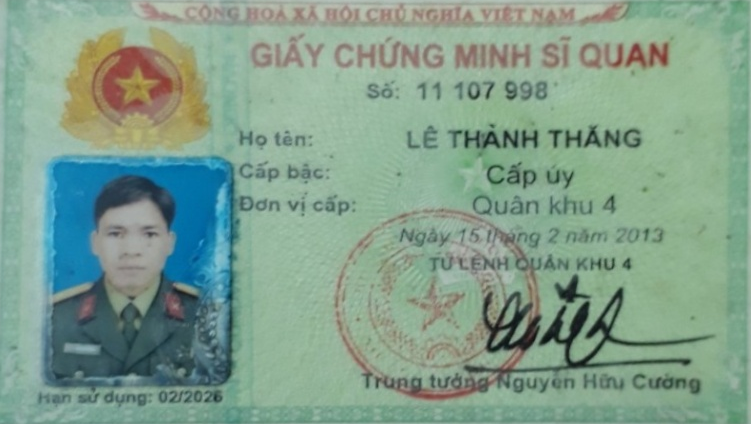 CỘNG HOÀ XÃ HỘI CHỦ NGHĨA VIỆT NAM
GIẤY CHỨNG MINH SĨ QUAN
Số: 11 107 998
Họ tên: LÊ THÀNH THĂNG
Cấp bậc: Cấp úy
Đơn vị cấp: Quân khu 4
Ngày 15 tháng 2 năm 2013
TƯ LỆNH QUÂN KHU 4
Trung tướng Nguyễn Hữu Cường
Hạn sử dụng: 02/2026